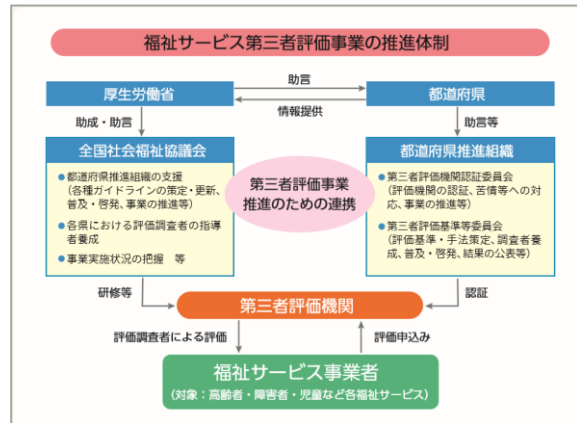 福祉サービス第三者評価事業の推進体制
助言
厚生労働省
都道府県
情報提供
助成・助言
助言等
全国社会福祉協議会
都道府県推進組織
●都道府県推進組織の支援
(各種ガイドラインの策定・更新、
普及・啓発、事業の推進等)
●各県における評価調査者の指導
者養成
●事業実施状況の把握 等
第三者評価事業
推進のための連携
●第三者評価機関認証委員会
(評価機関の認証、苦情等への対
応、事業の推進等)
●第三者評価基準等委員会
(評価基準・手法策定、調査者養
成、普及・啓発、結果の公表等)
研修等
第三者評価機関
認証
評価調査者による評価
評価申込み
福祉サービス事業者
(対象：高齢者・障害者・児童など各福祉サービス)